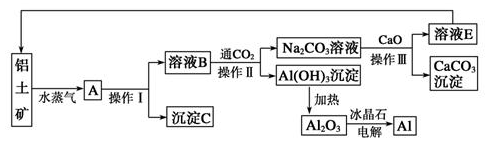 铝土矿
水蒸气
A
操作Ⅰ
溶液B
沉淀C
通CO₂
操作Ⅱ
Na₂CO₃溶液
Al(OH)₃沉淀
CaO
操作Ⅲ
溶液E
CaCO₃
沉淀
加热
Al₂O₃
冰晶石
电解
Al